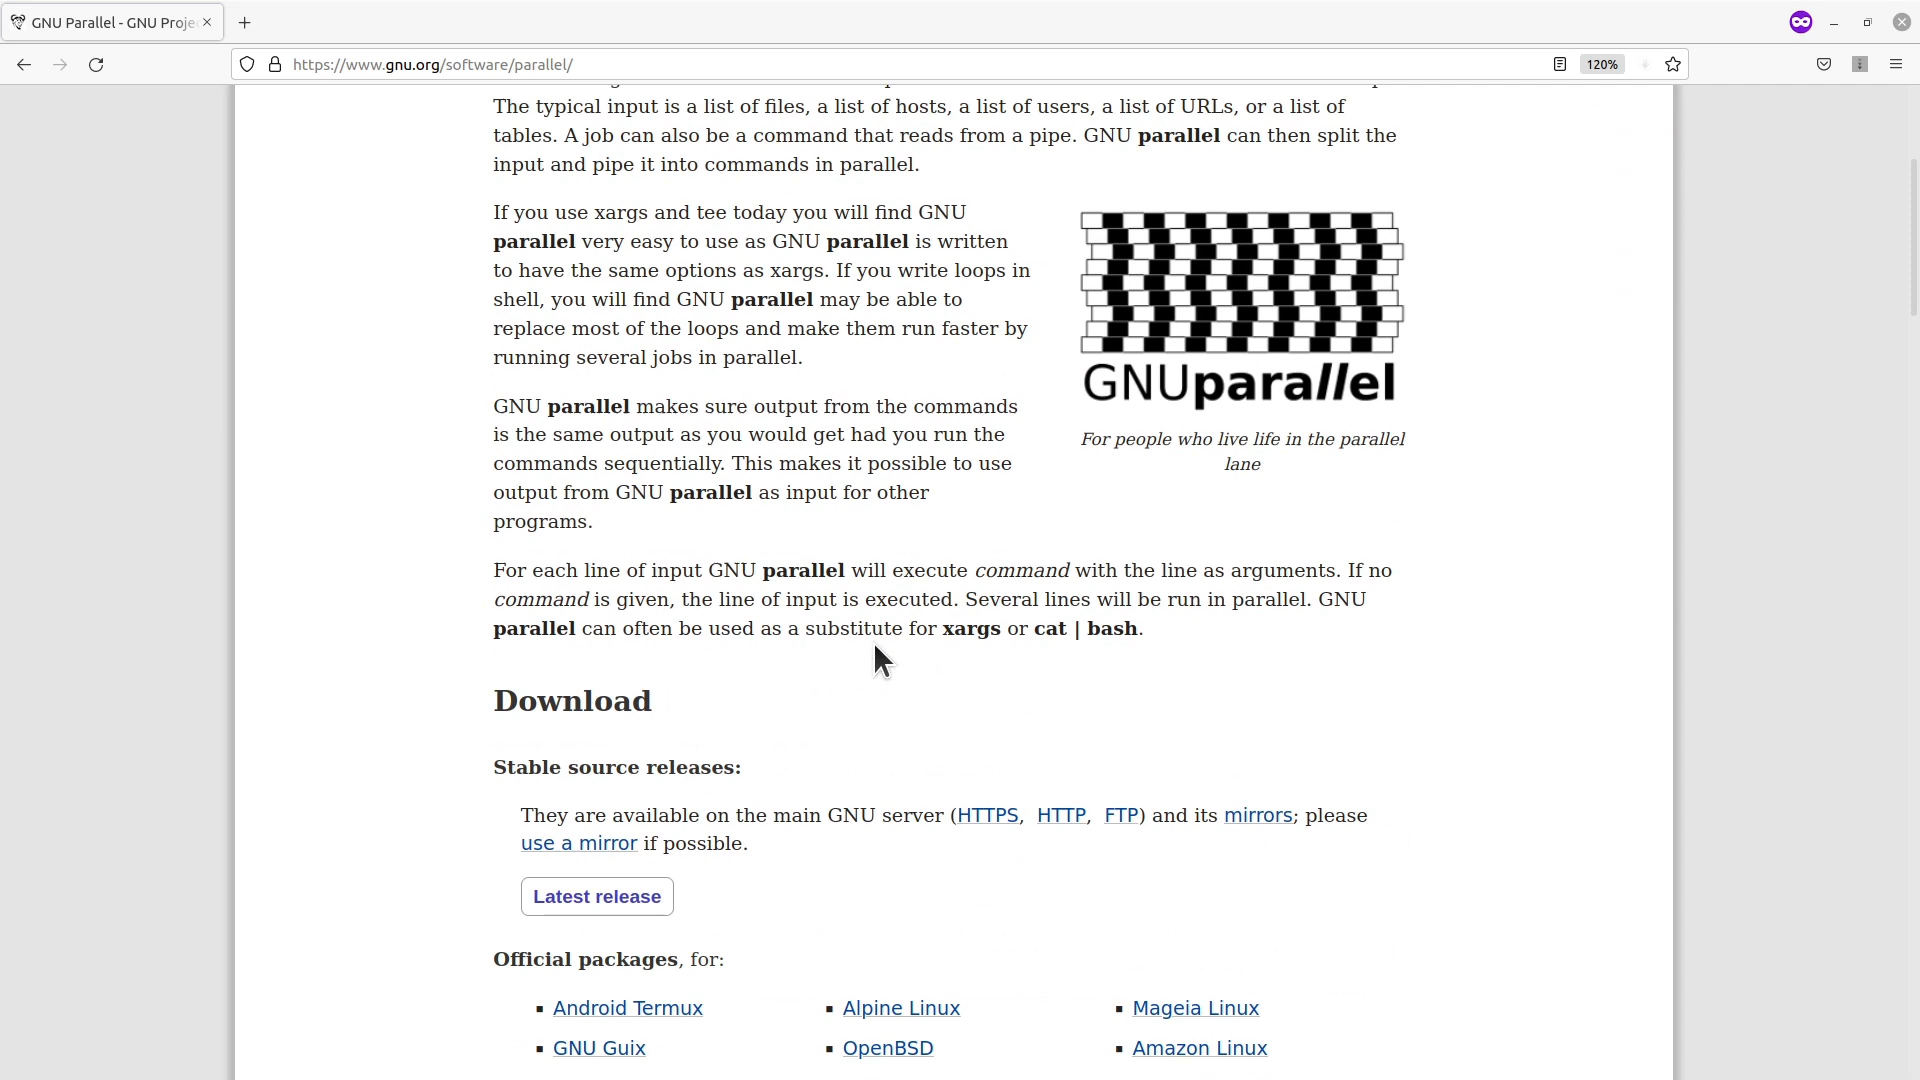 GNU Parallel - GNU Proje
https://www.gnu.org/software/parallel/
120%
The typical input is a list of files, a list of hosts, a list of users, a list of URLs, or a list of
tables. A job can also be a command that reads from a pipe. GNU parallel can then split the
input and pipe it into commands in parallel.
If you use xargs and tee today you will find GNU
parallel very easy to use as GNU parallel is written
to have the same options as xargs. If you write loops in
shell, you will find GNU parallel may be able to
replace most of the loops and make them run faster by
running several jobs in parallel.
GNU parallel makes sure output from the commands
is the same output as you would get had you run the
commands sequentially. This makes it possible to use
output from GNU parallel as input for other
programs.
GNUparallel
For people who live life in the parallel
lane
For each line of input GNU parallel will execute command with the line as arguments. If no
command is given, the line of input is executed. Several lines will be run in parallel. GNU
parallel can often be used as a substitute for xargs or cat | bash.
Download
Stable source releases:
They are available on the main GNU server (HTTPS, HTTP, FTP) and its mirrors; please
use a mirror if possible.
Latest release
Official packages, for:
▪ Android Termux
▪ Alpine Linux
▪ Mageia Linux
▪ GNU Guix
▪ OpenBSD
▪ Amazon Linux